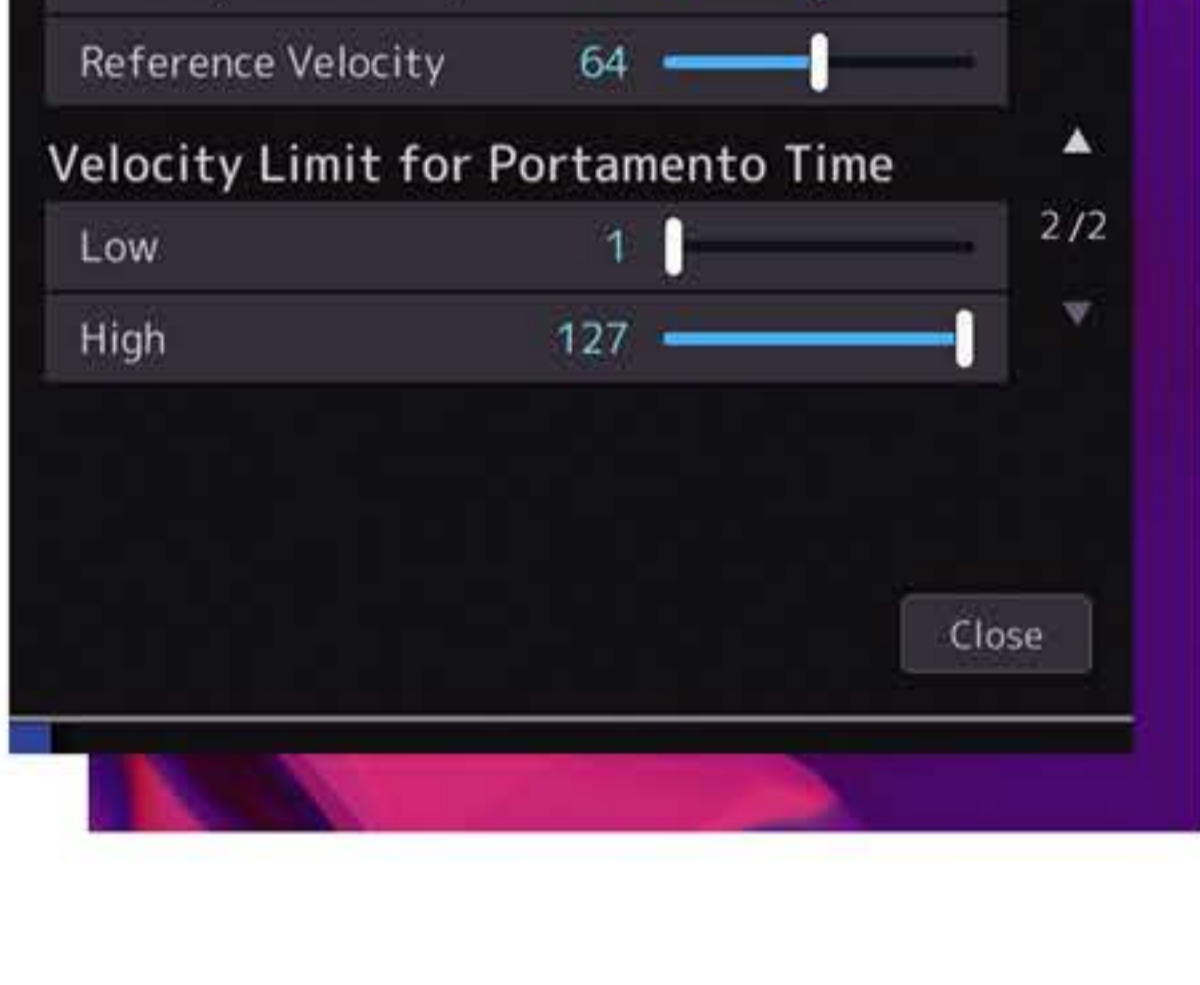 Reference Velocity 64
Velocity Limit for Portamento Time
Low 1
2/2
High 127
Close